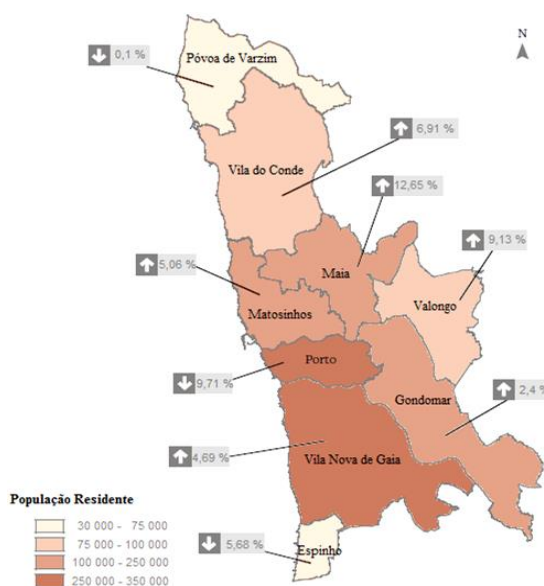 N
0,1 %
Póvoa de Varzim
6,91 %
Vila do Conde
12,65 %
9,13 %
5,06 %
Maia
Valongo
Matosinhos
Porto
9,71 %
Gondomar
2,4 %
4,69 %
Vila Nova de Gaia
População Residente
30 000 - 75 000
75 000 - 100 000
100 000 - 250 000
250 000 - 350 000
5,68 %
Espinho